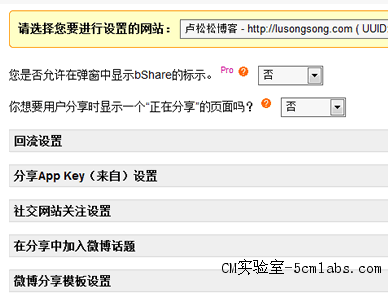 请选择您要进行设置的网站： 卢松松博客 - http://lusongsong.com ( UUID
您是否允许在弹窗中显示bShare的标示。 Pro ? 否
你想要用户分享时显示一个“正在分享”的页面吗？ ? 否
回流设置
分享App Key（来自）设置
社交网站关注设置
在分享中加入微博话题
微博分享模板设置
CM实验室-5cmlabs.com